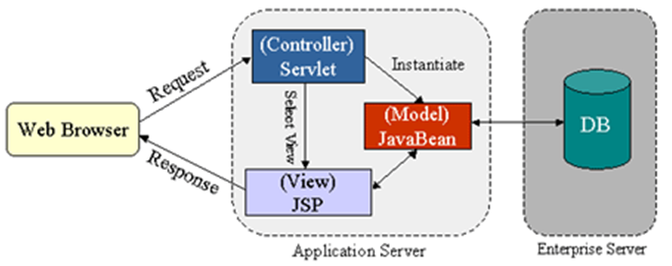 (Controller)
Servlet
Instantiate
Request
Select View
(Model)
JavaBean
DB
Web Browser
Response
(View)
JSP
Application Server
Enterprise Server